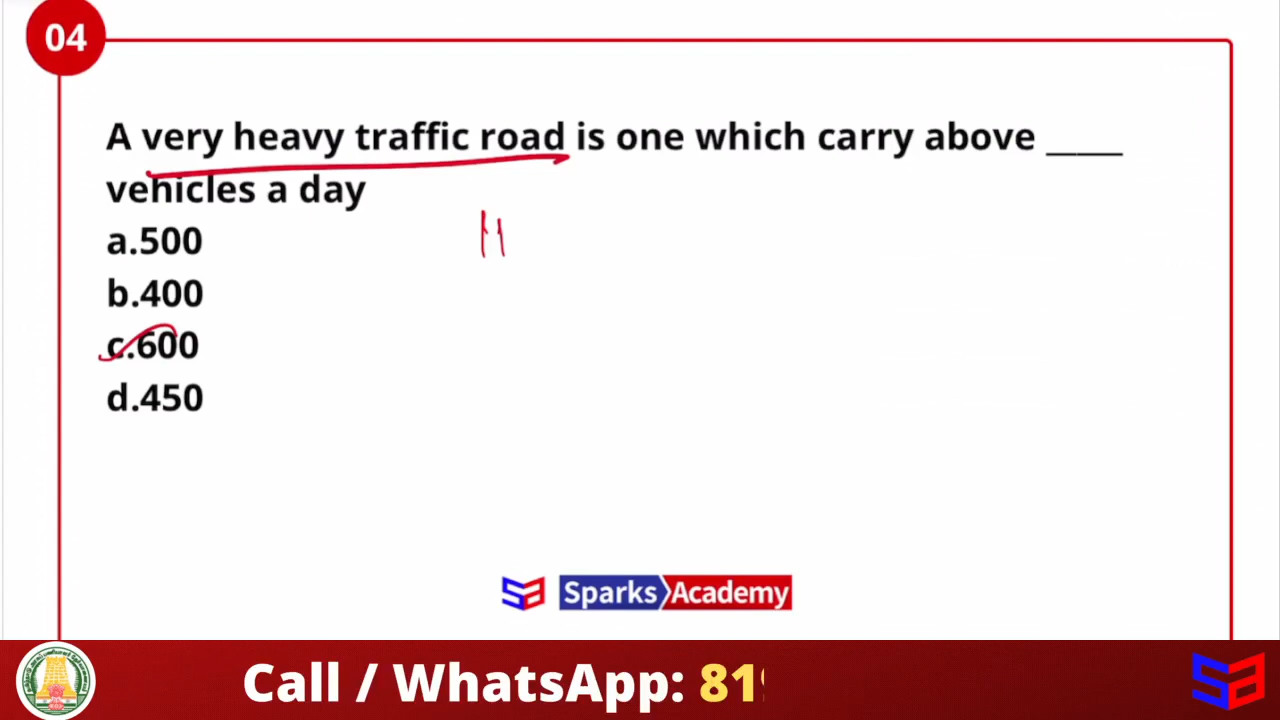 04
A very heavy traffic road is one which carry above _____
vehicles a day
a.500
b.400
c.600
d.450
Sparks Academy
Call / WhatsApp: 81